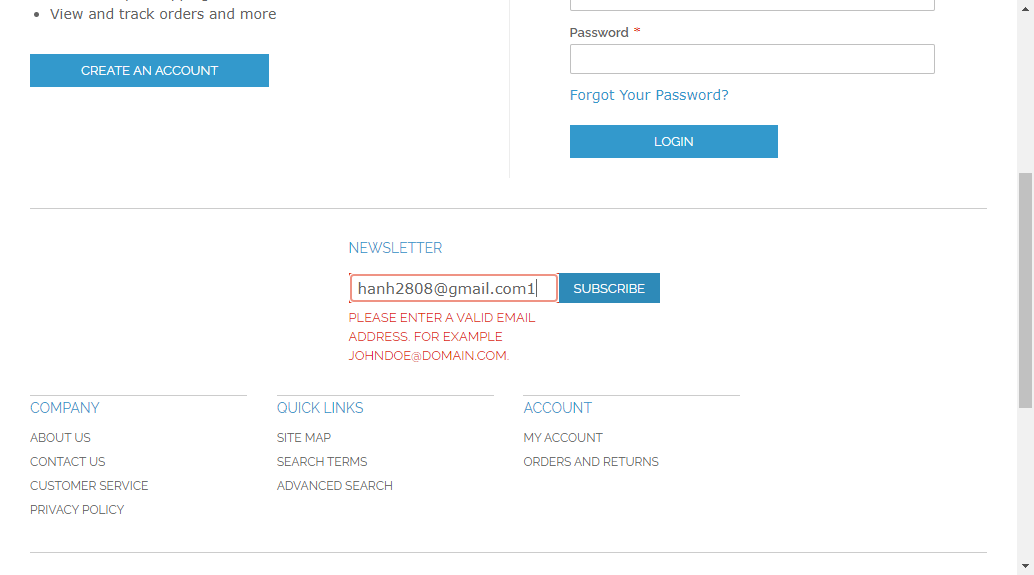 View and track orders and more
CREATE AN ACCOUNT
Password *
Forgot Your Password?
LOGIN
NEWSLETTER
hanh2808@gmail.com1
SUBSCRIBE
PLEASE ENTER A VALID EMAIL
ADDRESS. FOR EXAMPLE
JOHNDOE@DOMAIN.COM.
COMPANY
ABOUT US
CONTACT US
CUSTOMER SERVICE
PRIVACY POLICY
QUICK LINKS
SITE MAP
SEARCH TERMS
ADVANCED SEARCH
ACCOUNT
MY ACCOUNT
ORDERS AND RETURNS